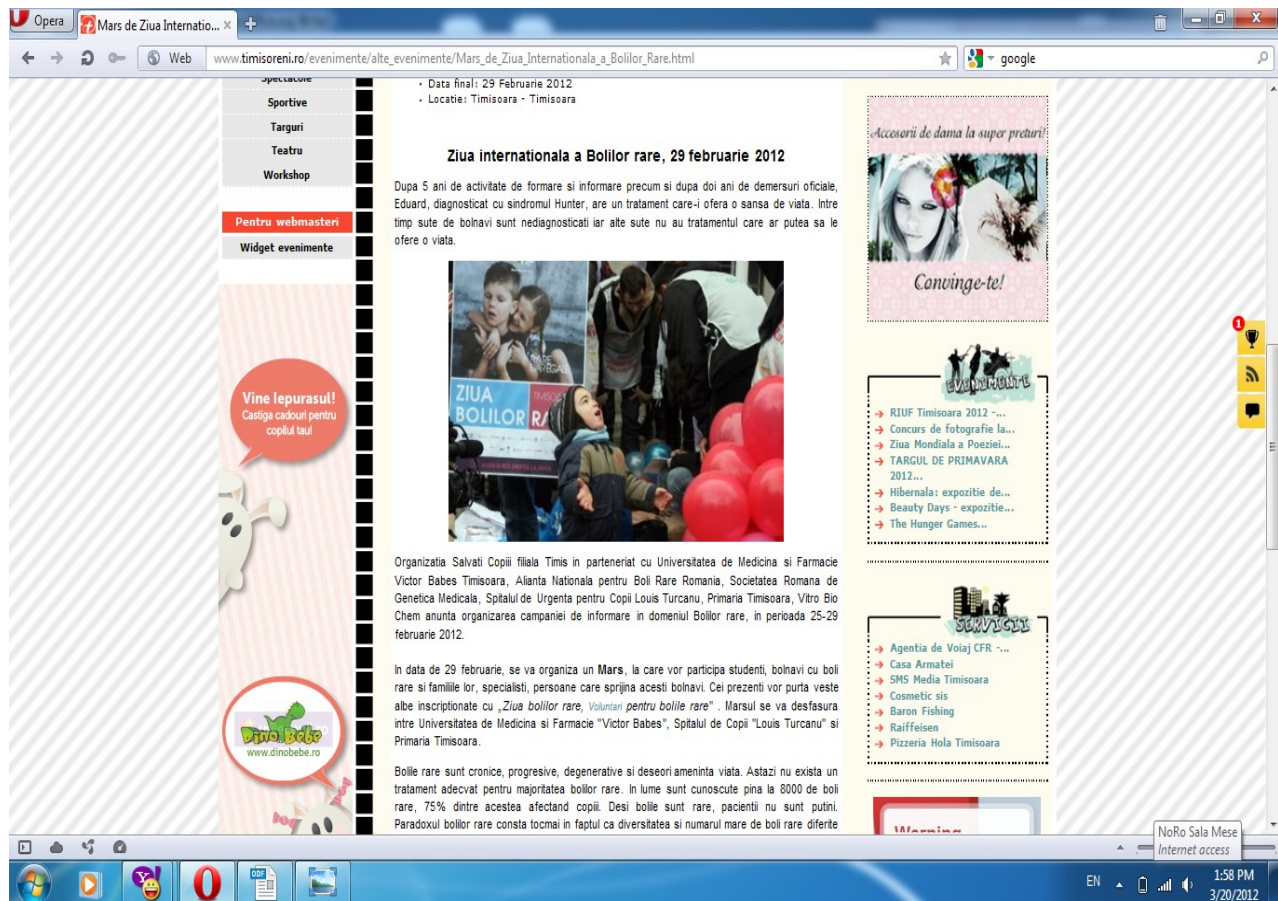 Opera
Mars de Ziua Internatio...
Web
www.timisoreni.ro/evenimente/alte_evenimente/Mars_de_Ziua_Internationala_a_Bolilor_Rare.html
google
Spectacole
Sportive
Targuri
Teatru
Workshop
Pentru webmasteri
Widget evenimente
Vine Iepurasul!
Castiga cadouri pentru
copilul tau!
Dino Bebe
www.dinobebe.ro
Data final: 29 Februarie 2012
Locatie: Timisoara - Timisoara
Ziua internationala a Bolilor rare, 29 februarie 2012
Dupa 5 ani de activitate de formare si informare precum si dupa doi ani de demersuri oficiale,
Eduard, diagnosticat cu sindromul Hunter, are un tratament care-i ofera o sansa de viata. Intre
timp sute de bolnavi sunt nediagnosticati iar alte sute nu au tratamentul care ar putea sa le
ofere o viata.
ZIUA
BOLILOR RA
Organizatia Salvati Copiii filiala Timis in parteneriat cu Universitatea de Medicina si Farmacie
Victor Babes Timisoara, Alianta Nationala pentru Boli Rare Romania, Societatea Romana de
Genetica Medicala, Spitalul de Urgenta pentru Copii Louis Turcanu, Primaria Timisoara, Vitro Bio
Chem anunta organizarea campaniei de informare in domeniul Bolilor rare, in perioada 25-29
februarie 2012.
In data de 29 februarie, se va organiza un Mars, la care vor participa studenti, bolnavi cu boli
rare si familiile lor, specialisti, persoane care sprijina acesti bolnavi. Cei prezenti vor purta veste
albe inscriptionate cu „Ziua bolilor rare, Voluntari pentru bolile rare" . Marsul se va desfasura
intre Universitatea de Medicina si Farmacie "Victor Babes", Spitalul de Copii "Louis Turcanu" si
Primaria Timisoara.
Bolile rare sunt cronice, progresive, degenerative si deseori ameninta viata. Astazi nu exista un
tratament adecvat pentru majoritatea bolilor rare. In lume sunt cunoscute pina la 8000 de boli
rare, 75% dintre acestea afectand copiii. Desi bolile sunt rare, pacientii nu sunt putini.
Paradoxul bolilor rare consta tocmai in faptul ca diversitatea si numarul mare de boli rare diferite
Accesorii de dama la super preturi!
Convinge-te!
1
EVENIMENTE
RIUF Timisoara 2012 -...
Concurs de fotografie la...
Ziua Mondiala a Poeziei...
TARGUL DE PRIMAVARA
2012...
Hibernala: expozitie de...
Beauty Days - expozitie...
The Hunger Games...
SERVICII
Agentia de Voiaj CFR -...
Casa Armatei
SMS Media Timisoara
Cosmetic sis
Baron Fishing
Raiffeisen
Pizzeria Hola Timisoara
Warning
NoRo Sala Mese
Internet access
ODF
EN
1:58 PM
3/20/2012